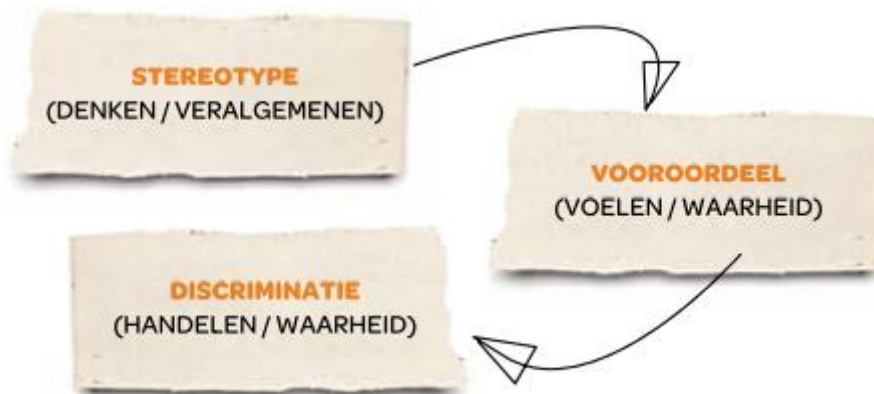 STEREOTYPE
(DENKEN / VERALGEMENEN)
VOOROORDEEL
(VOELEN / WAARHEID)
DISCRIMINATIE
(HANDELEN / WAARHEID)